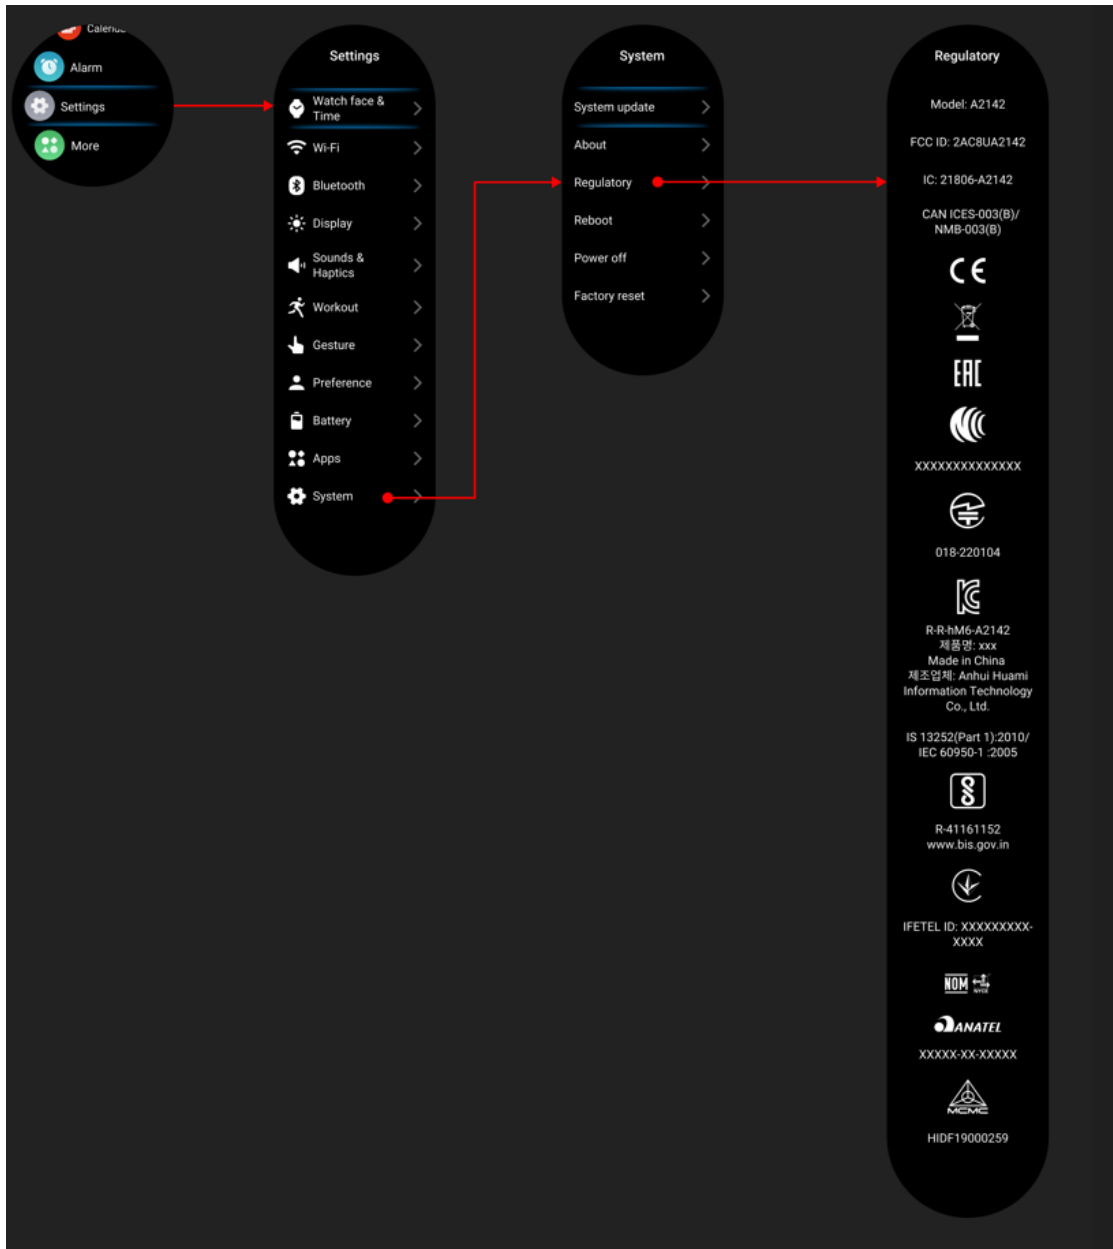 Alarm
Settings
More
Settings
Watch face &
Time
Wi-Fi
Bluetooth
Display
Sounds &
Haptics
Workout
Gesture
Preference
Battery
Apps
System
System
System update
About
Regulatory
Reboot
Power off
Factory reset
Regulatory
Model: A2142
FCC ID: 2AC8UA2142
IC: 21806-A2142
CAN ICES-003(B)/
NMB-003(B)
CE
EAC
XXXXXXXXXXXXXX
018-220104
KC
R-R-hM6-A2142
제품명: xxx
Made in China
제조업체: Anhui Huami
Information Technology
Co., Ltd.
IS 13252(Part 1):2010/
IEC 60950-1 :2005
R-41161152
www.bis.gov.in
IFETEL ID: XXXXXXXXX-
XXXX
NOM NYCE
ANATEL
XXXXX-XX-XXXXX
MCMC
HIDF19000259